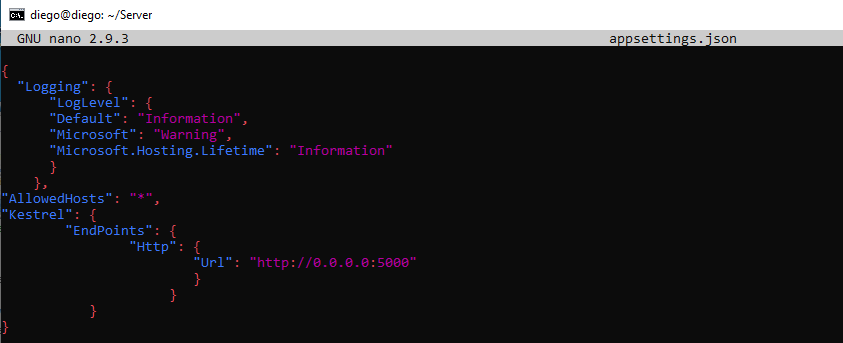 diego@diego: ~/Server
GNU nano 2.9.3 appsettings.json
{
"Logging": {
"LogLevel": {
"Default": "Information",
"Microsoft": "Warning",
"Microsoft.Hosting.Lifetime": "Information"
}
},
"AllowedHosts": "*",
"Kestrel": {
"EndPoints": {
"Http": {
"Url": "http://0.0.0.0:5000"
}
}
}
}